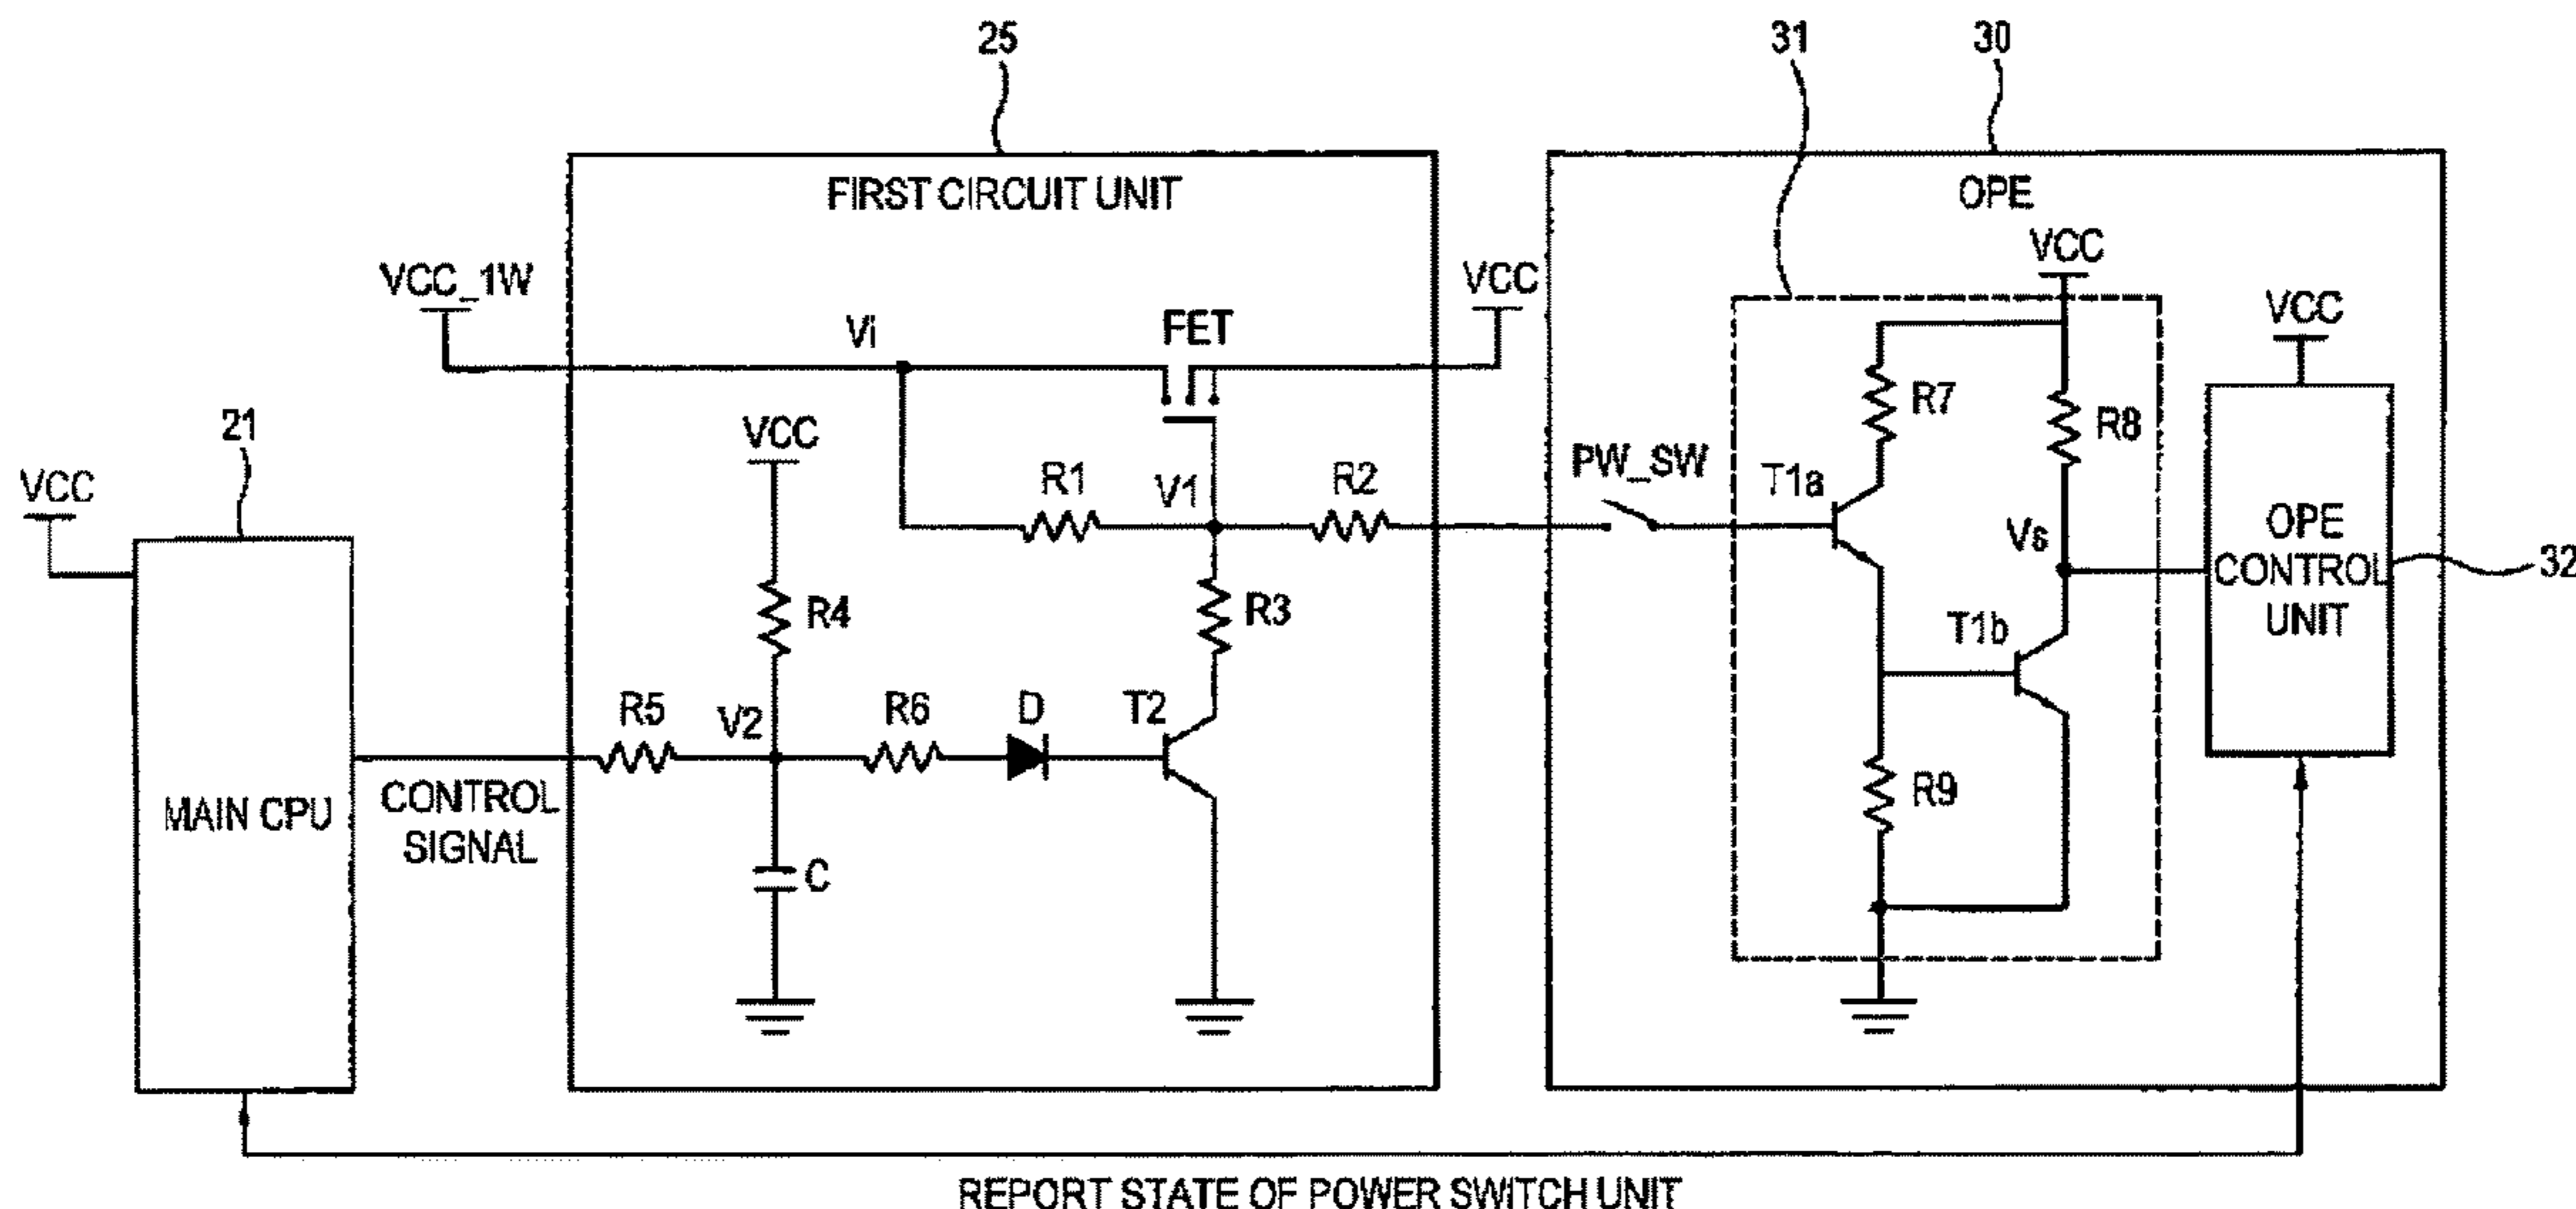 25
31
30
FIRST CIRCUIT UNIT
OPE
VCC_1W
Vi
FET
VCC
VCC
VCC
21
VCC
VCC
R1
V1
R2
PW_SW
T1a
R7
R8
Vs
OPE
CONTROL
UNIT
32
R4
R3
T1b
R5
V2
R6
D
T2
MAIN CPU
CONTROL
SIGNAL
C
R9
REPORT STATE OF POWER SWITCH UNIT